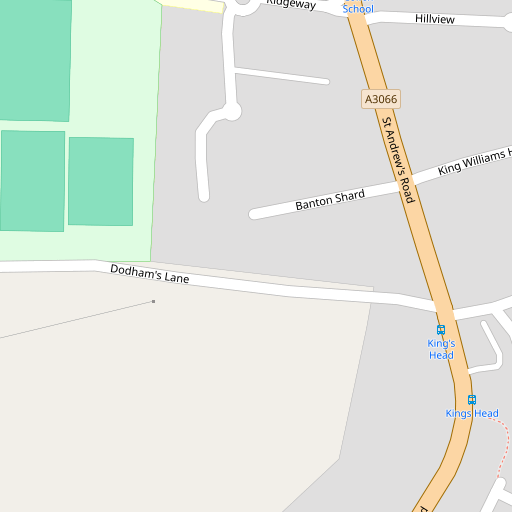 Ridgeway
School
Hillview
A3066
St Andrew's Road
King Williams H
Banton Shard
Dodham's Lane
King's
Head
Kings Head